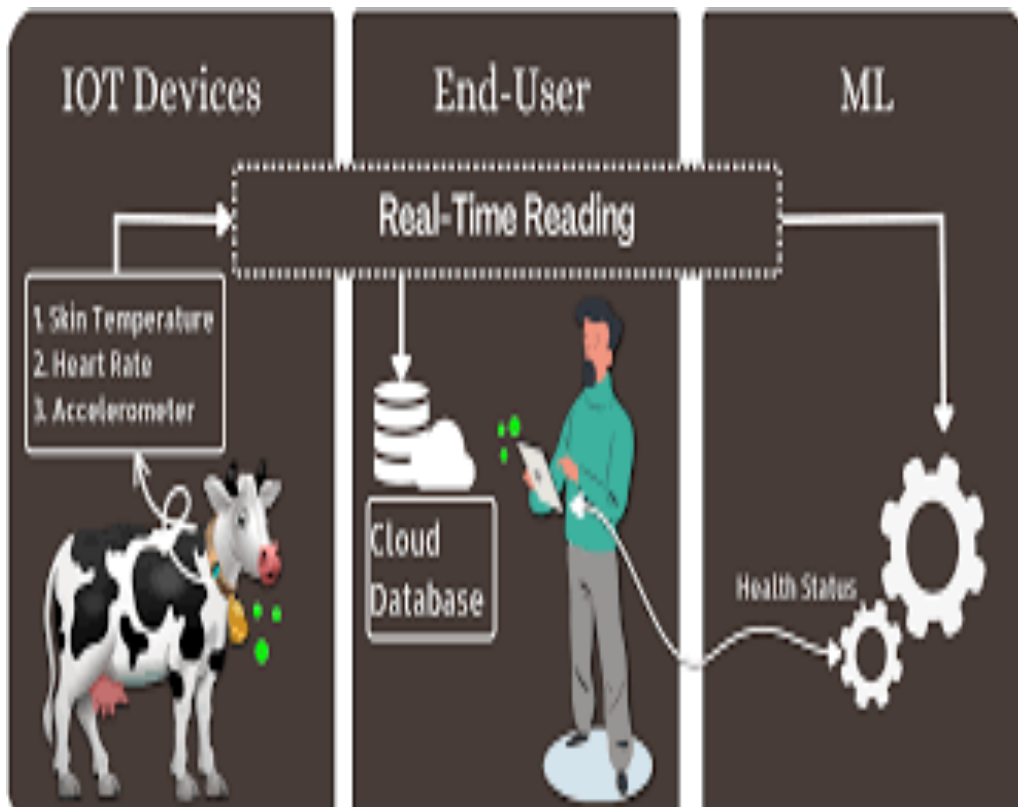 IOT Devices
End-User
ML
Real-Time Reading
1. Skin Temperature
2. Heart Rate
3. Accelerometer
Cloud
Database
Health Status